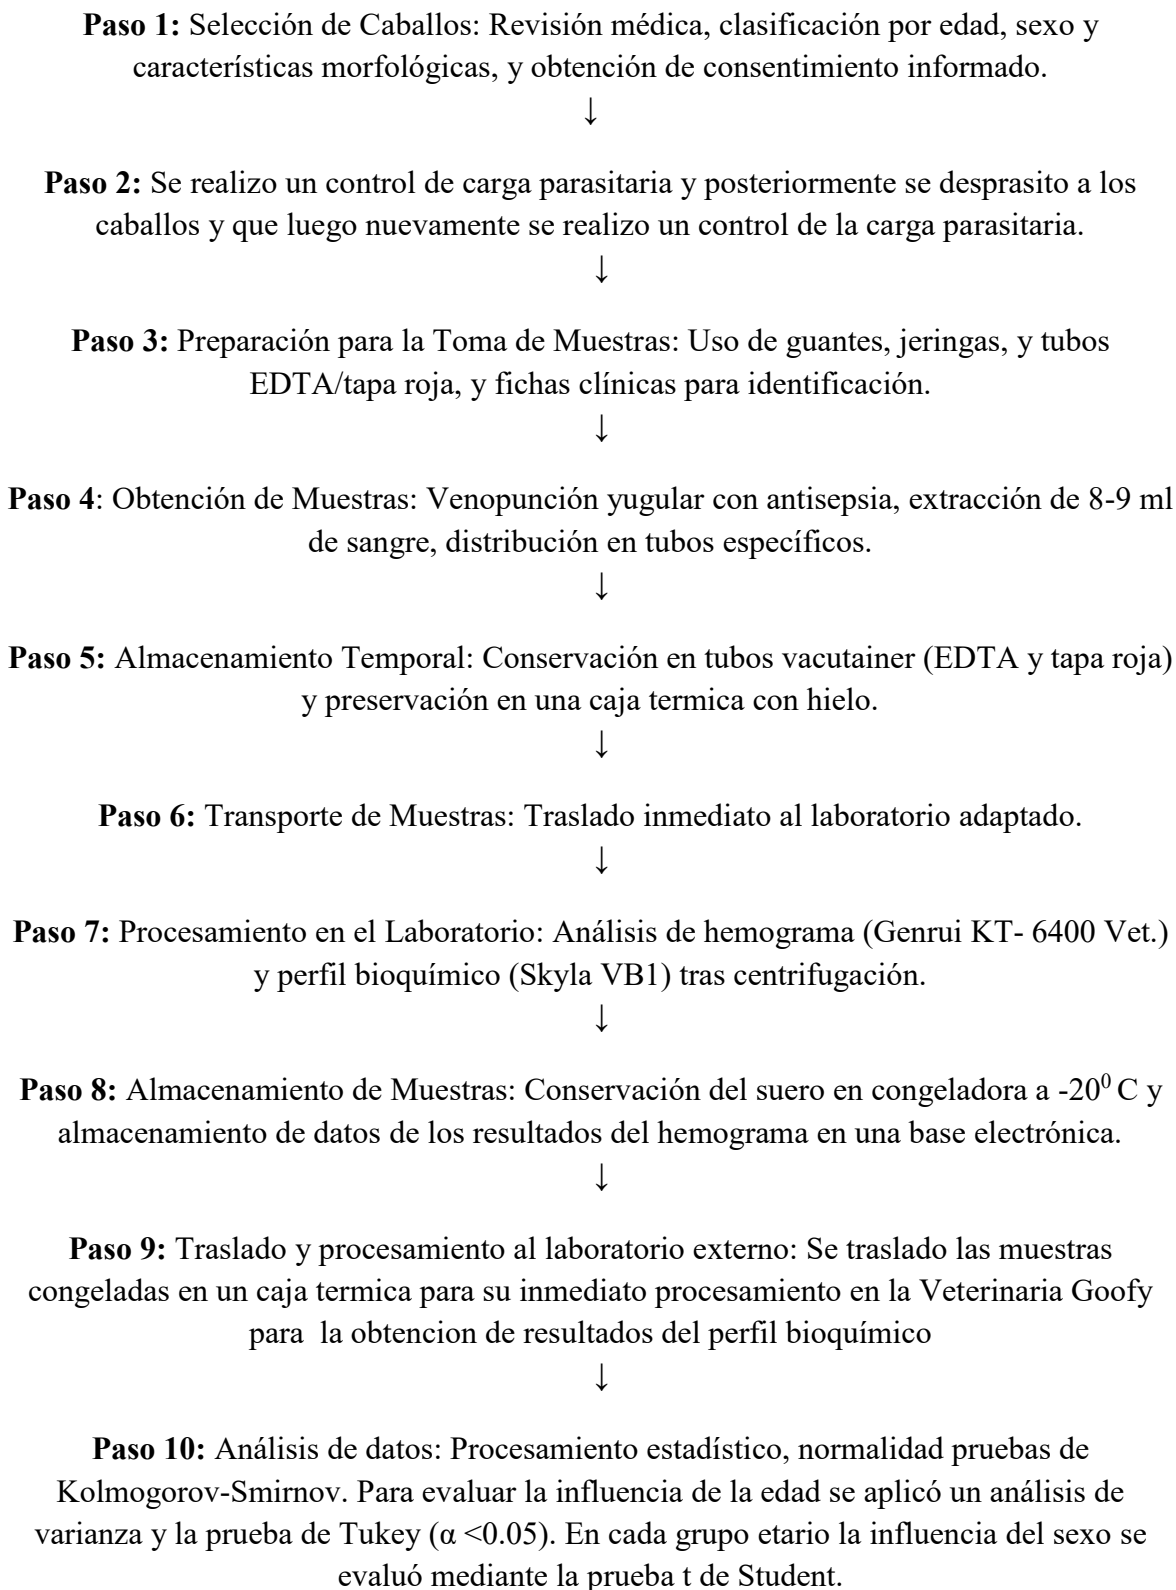 Paso 1: Selección de Caballos: Revisión médica, clasificación por edad, sexo y
características morfológicas, y obtención de consentimiento informado.
↓
Paso 2: Se realizo un control de carga parasitaria y posteriormente se desprasito a los
caballos y que luego nuevamente se realizo un control de la carga parasitaria.
↓
Paso 3: Preparación para la Toma de Muestras: Uso de guantes, jeringas, y tubos
EDTA/tapa roja, y fichas clínicas para identificación.
↓
Paso 4: Obtención de Muestras: Venopunción yugular con antisepsia, extracción de 8-9 ml
de sangre, distribución en tubos específicos.
↓
Paso 5: Almacenamiento Temporal: Conservación en tubos vacutainer (EDTA y tapa roja)
y preservación en una caja termica con hielo.
↓
Paso 6: Transporte de Muestras: Traslado inmediato al laboratorio adaptado.
↓
Paso 7: Procesamiento en el Laboratorio: Análisis de hemograma (Genrui KT- 6400 Vet.)
y perfil bioquímico (Skyla VB1) tras centrifugación.
↓
Paso 8: Almacenamiento de Muestras: Conservación del suero en congeladora a -20⁰ C y
almacenamiento de datos de los resultados del hemograma en una base electrónica.
↓
Paso 9: Traslado y procesamiento al laboratorio externo: Se traslado las muestras
congeladas en un caja termica para su inmediato procesamiento en la Veterinaria Goofy
para la obtencion de resultados del perfil bioquímico
↓
Paso 10: Análisis de datos: Procesamiento estadístico, normalidad pruebas de
Kolmogorov-Smirnov. Para evaluar la influencia de la edad se aplicó un análisis de
varianza y la prueba de Tukey (α <0.05). En cada grupo etario la influencia del sexo se
evaluó mediante la prueba t de Student.